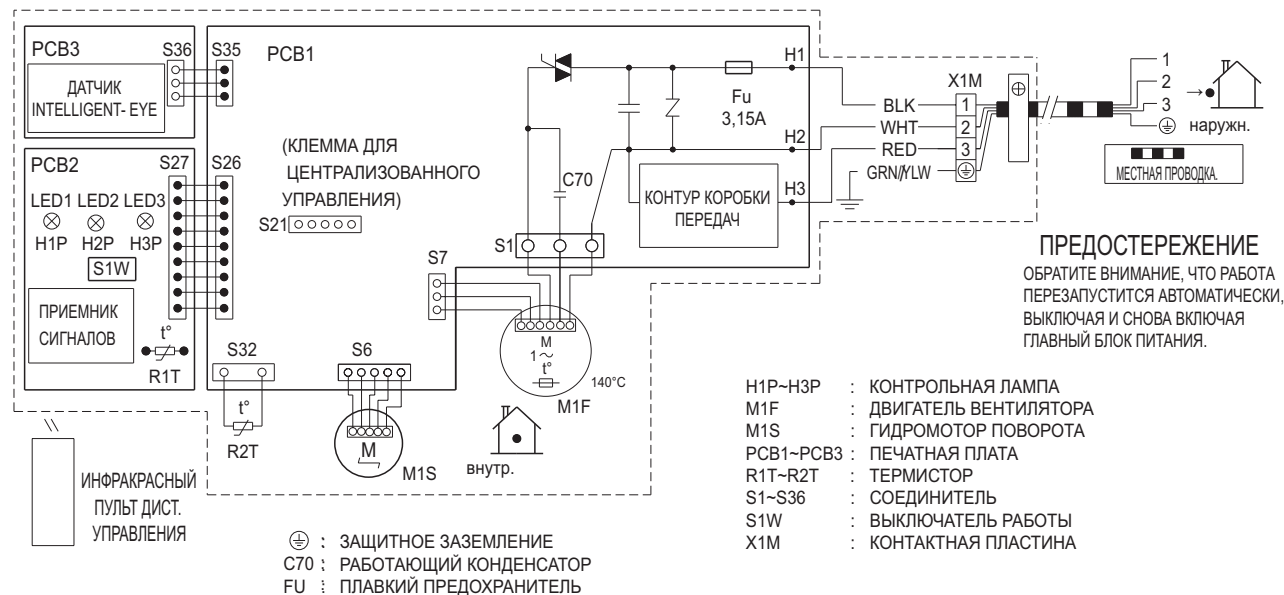 PCB3
S36
S35
PCB1
ДАТЧИК
INTELLIGENT- EYE
PCB2
S27
S26
LED1 LED2 LED3
H1P
H2P
H3P
S1W
ПРИЕМНИК
СИГНАЛОВ
t°
R1T
(КЛЕММА ДЛЯ
ЦЕНТРАЛИЗОВАННОГО
УПРАВЛЕНИЯ)
S21
S7
S32
t°
R2T
S6
M
M1S
S1
C70
M
1~
t°
140°C
M1F
внутр.
Fu
3,15A
H1
H2
H3
КОНТУР КОРОБКИ
ПЕРЕДАЧ
BLK
WHT
RED
GRN/YLW
X1M
1
2
3
1
2
3
наружн.
МЕСТНАЯ ПРОВОДКА.
ПРЕДОСТЕРЕЖЕНИЕ
ОБРАТИТЕ ВНИМАНИЕ, ЧТО РАБОТА
ПЕРЕЗАПУСТИТСЯ АВТОМАТИЧЕСКИ,
ВЫКЛЮЧАЯ И СНОВА ВКЛЮЧАЯ
ГЛАВНЫЙ БЛОК ПИТАНИЯ.
ИНФРАКРАСНЫЙ
ПУЛЬТ ДИСТ.
УПРАВЛЕНИЯ
: ЗАЩИТНОЕ ЗАЗЕМЛЕНИЕ
C70 : РАБОТАЮЩИЙ КОНДЕНСАТОР
FU : ПЛАВКИЙ ПРЕДОХРАНИТЕЛЬ
H1P~H3P : КОНТРОЛЬНАЯ ЛАМПА
M1F : ДВИГАТЕЛЬ ВЕНТИЛЯТОРА
M1S : ГИДРОМОТОР ПОВОРОТА
PCB1~PCB3 : ПЕЧАТНАЯ ПЛАТА
R1T~R2T : ТЕРМИСТОР
S1~S36 : СОЕДИНИТЕЛЬ
S1W : ВЫКЛЮЧАТЕЛЬ РАБОТЫ
X1M : КОНТАКТНАЯ ПЛАСТИНА